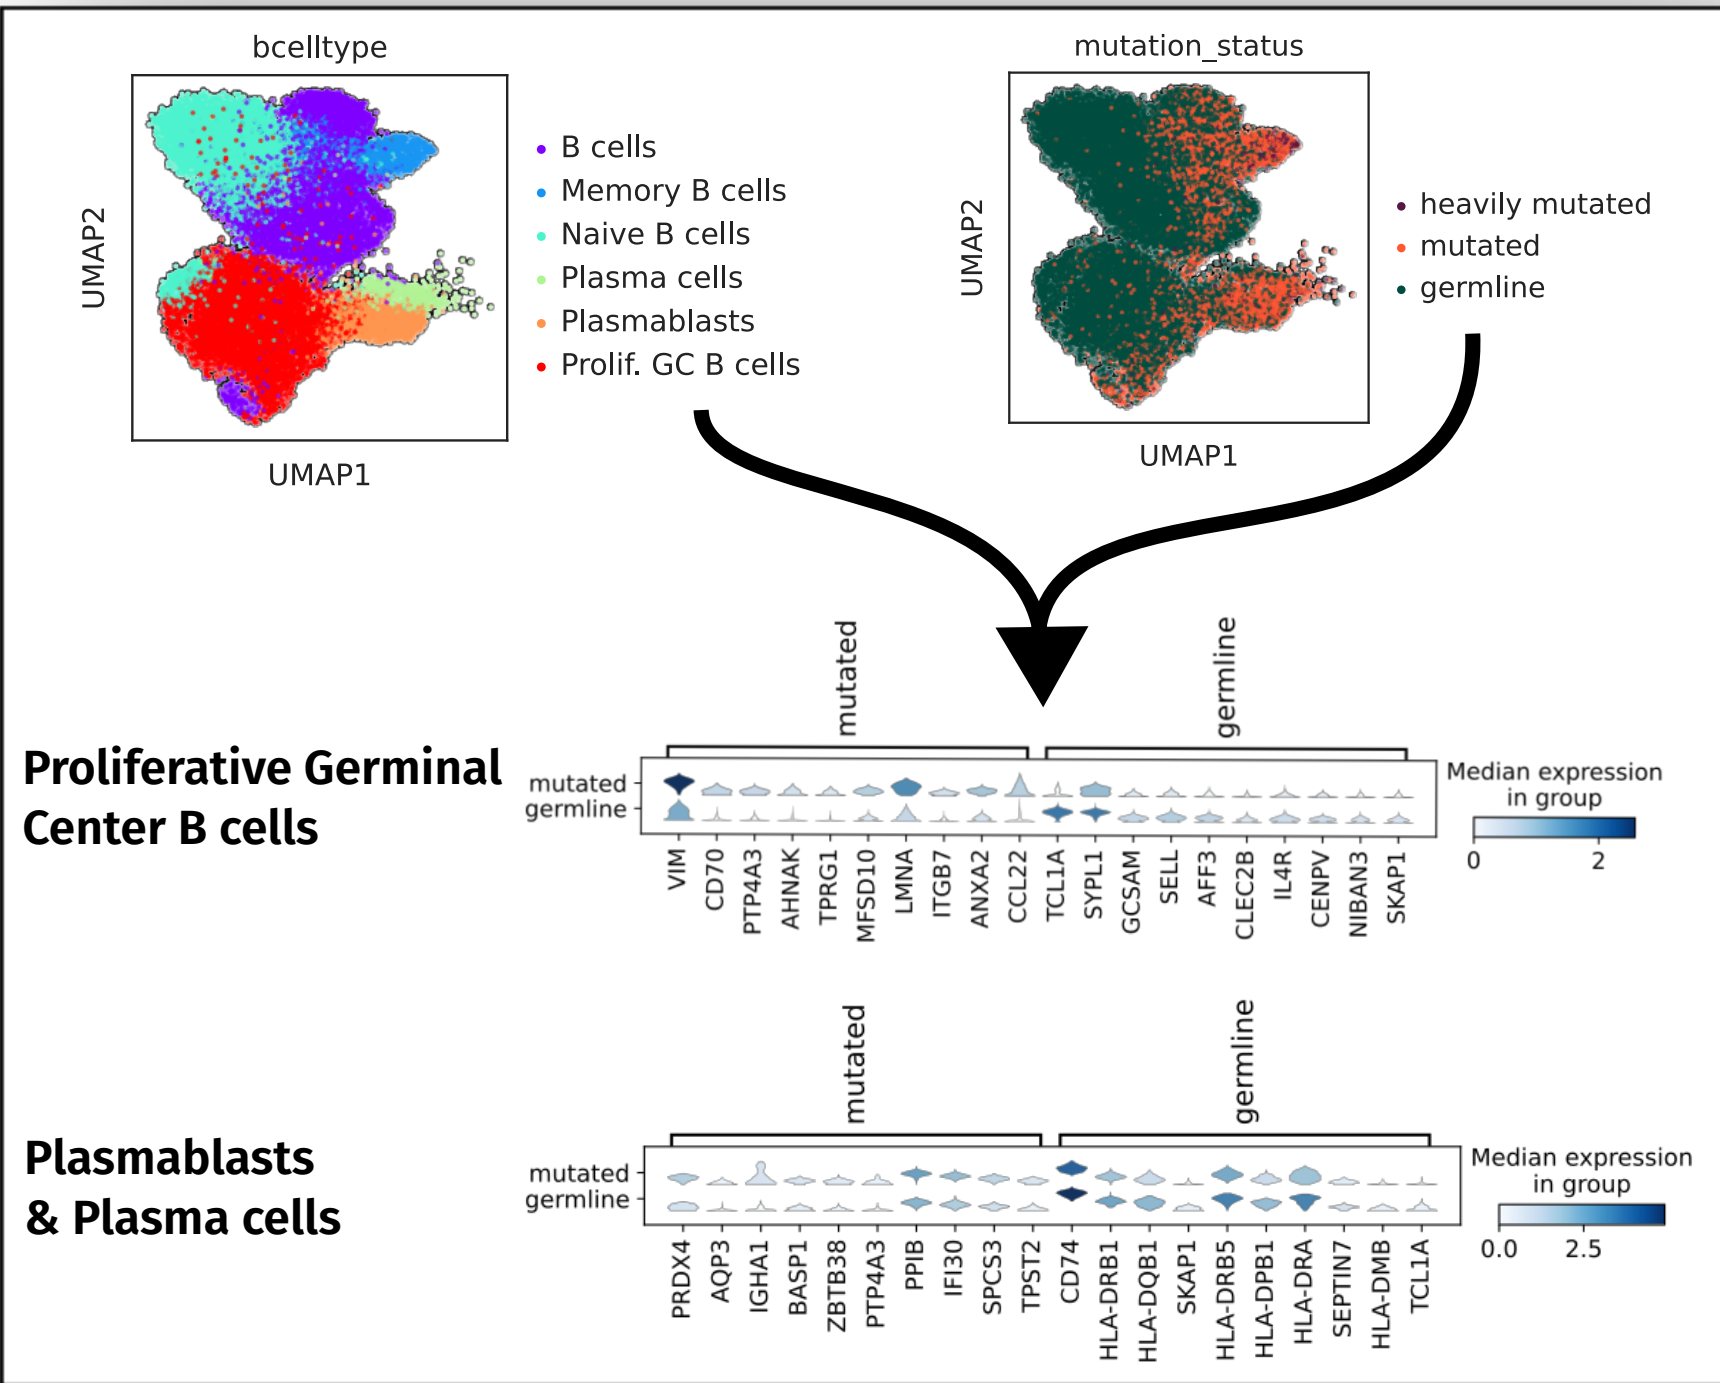 bcelltype
UMAP2
UMAP1
B cells
Memory B cells
Naive B cells
Plasma cells
Plasmablasts
Prolif. GC B cells
mutation_status
UMAP2
UMAP1
heavily mutated
mutated
germline
Proliferative Germinal
Center B cells
mutated
germline
mutated
germline
VIM
CD70
PTP4A3
AHNAK
TPRG1
MFSD10
LMNA
ITGB7
ANXA2
CCL22
TCL1A
SYPL1
GCSAM
SELL
AFF3
CLEC2B
IL4R
CENPV
NIBAN3
SKAP1
Median expression
in group
0 2
Plasmablasts
& Plasma cells
mutated
germline
mutated
germline
PRDX4
AQP3
IGHA1
BASP1
ZBTB38
PTP4A3
PPIB
IFI30
SPCS3
TPST2
CD74
HLA-DRB1
HLA-DQB1
SKAP1
HLA-DRB5
HLA-DPB1
HLA-DRA
SEPTIN7
HLA-DMB
TCL1A
Median expression
in group
0.0 2.5